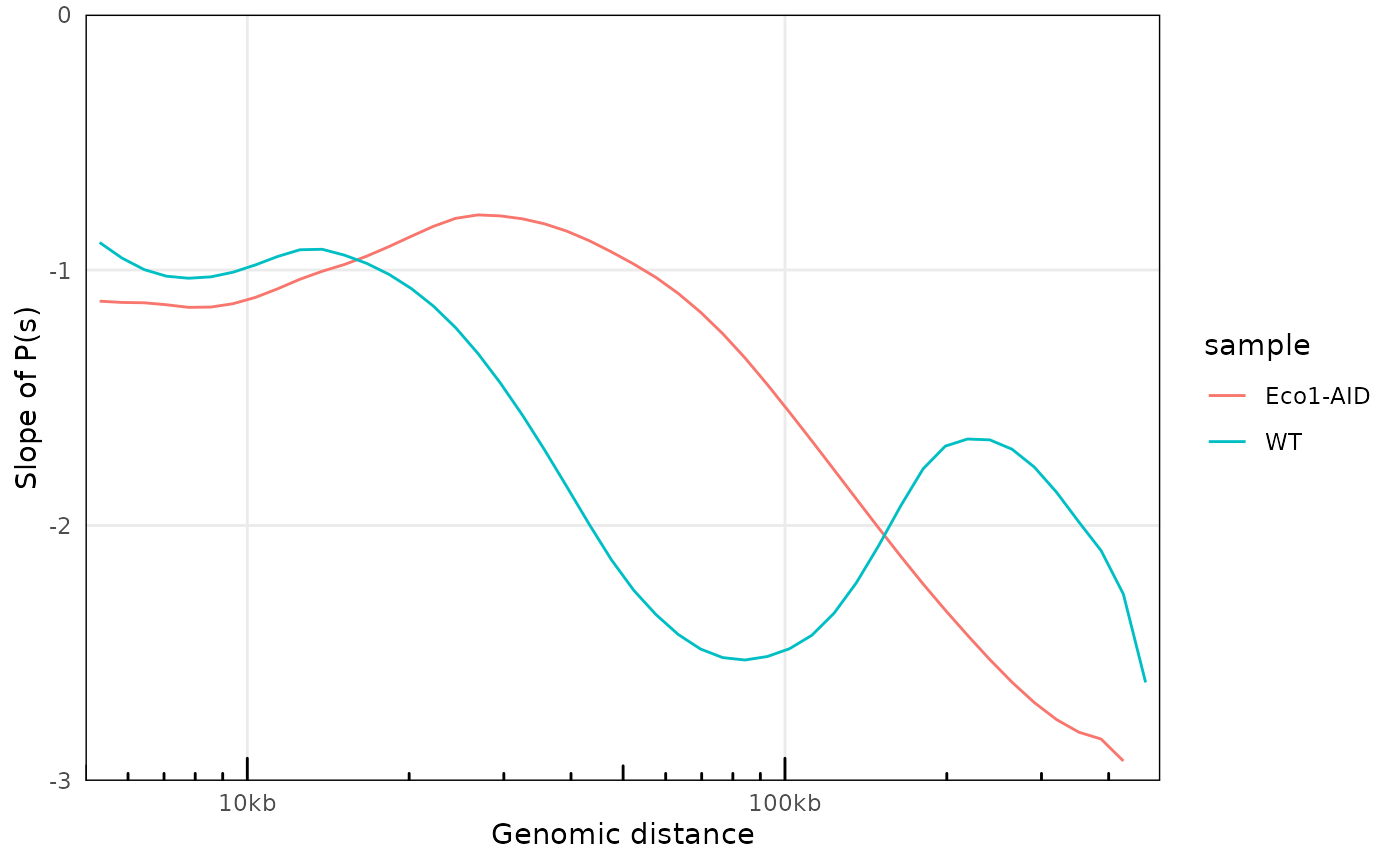 0
-1
-2
-3
Slope of P(s)
10kb
100kb
Genomic distance
sample
Eco1-AID
WT